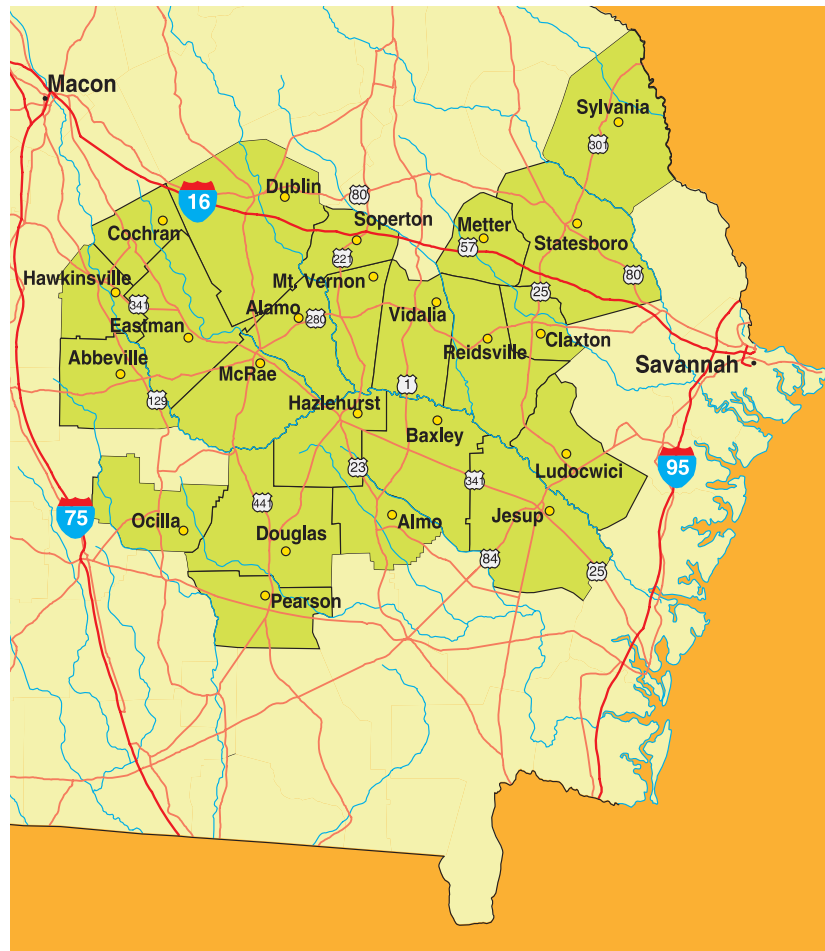 Macon
Sylvania
301
16
Dublin
80
Soperton
Metter
Cochran
57
Statesboro
221
Hawkinsville
Mt. Vernon
80
341
Alamo
280
Vidalia
25
Eastman
Reidsville
Claxton
Abbeville
McRae
Savannah
129
1
Hazlehurst
Baxley
23
Ludocwici
95
341
441
75
Ocilla
Douglas
Almo
Jesup
84
25
Pearson